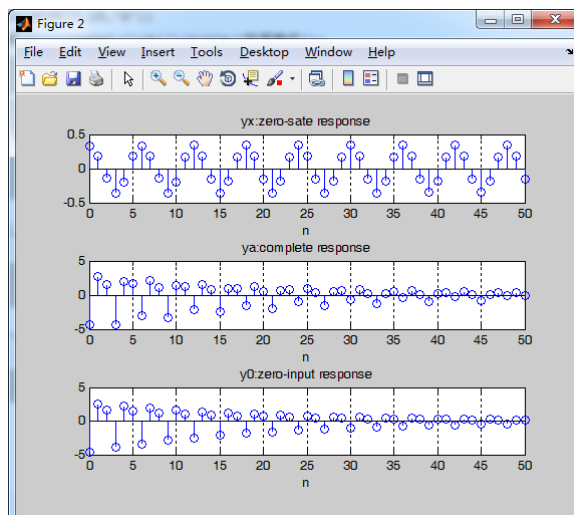 Figure 2
File Edit View Insert Tools Desktop Window Help
yx:zero-sate response
0.5
0
-0.5
0 5 10 15 20 25 30 35 40 45 50
n
ya:complete response
5
0
-5
0 5 10 15 20 25 30 35 40 45 50
n
y0:zero-input response
5
0
-5
0 5 10 15 20 25 30 35 40 45 50
n